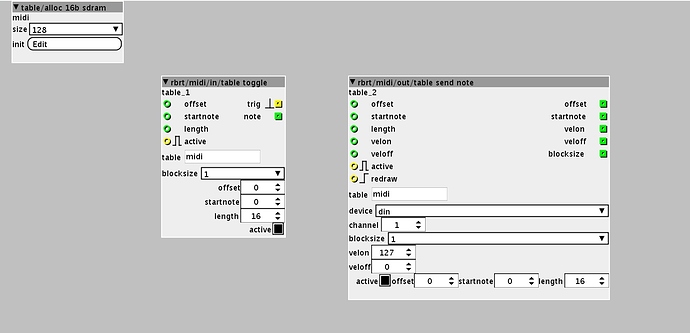 table/alloc 16b sdram
midi
size 128
init Edit
rbrt/midi/in/table toggle
table_1
offset trig
startnote note
length
active
table midi
blocksize 1
offset 0
startnote 0
length 16
active
rbrt/midi/out/table send note
table_2
offset offset
startnote startnote
length velon
velon veloff
veloff blocksize
active
redraw
table midi
device din
channel 1
blocksize 1
velon 127
veloff 0
active offset 0 startnote 0 length 16